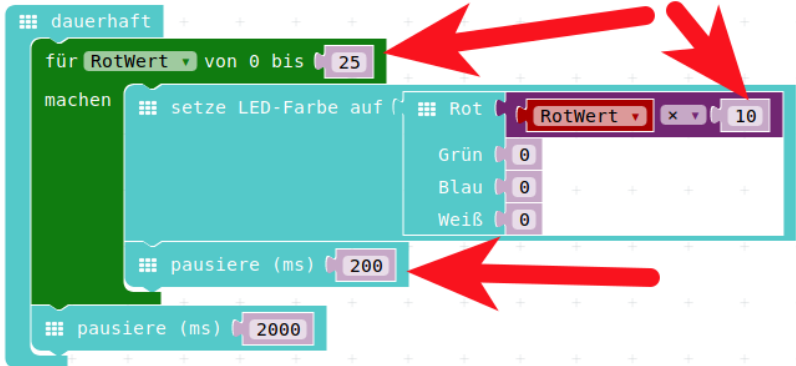 dauerhaft
für RotWert von 0 bis 25
machen setze LED-Farbe auf Rot RotWert × 10
Grün 0
Blau 0
Weiß 0
pausiere (ms) 200
pausiere (ms) 2000